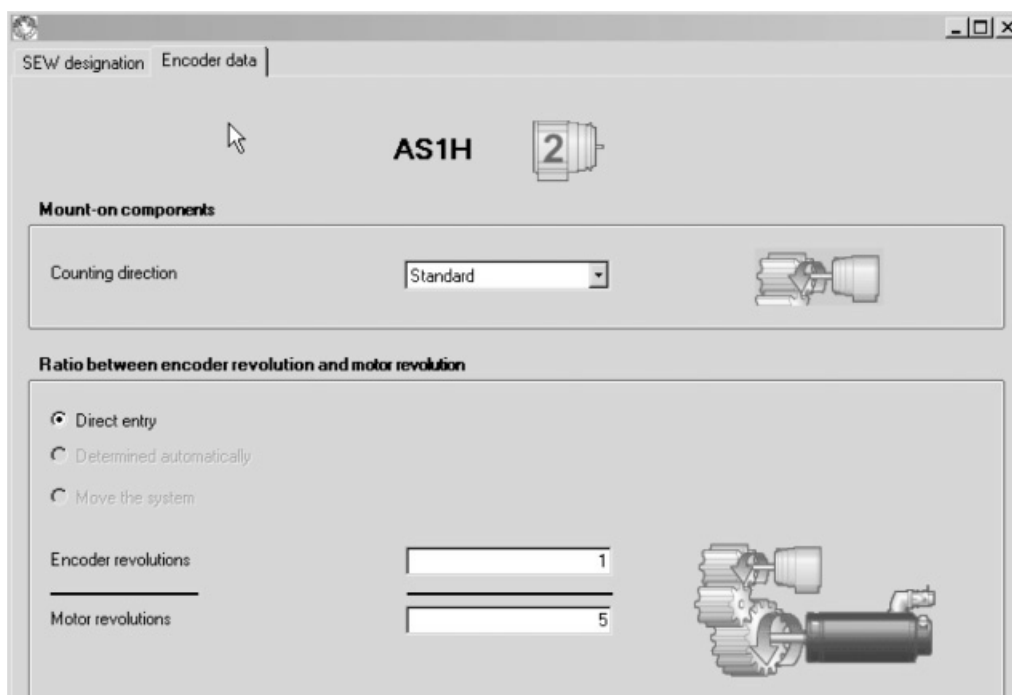 SEW designation
Encoder data
AS1H
2
Mount-on components
Counting direction
Standard
Ratio between encoder revolution and motor revolution
Direct entry
Determined automatically
Move the system
Encoder revolutions
1
Motor revolutions
5